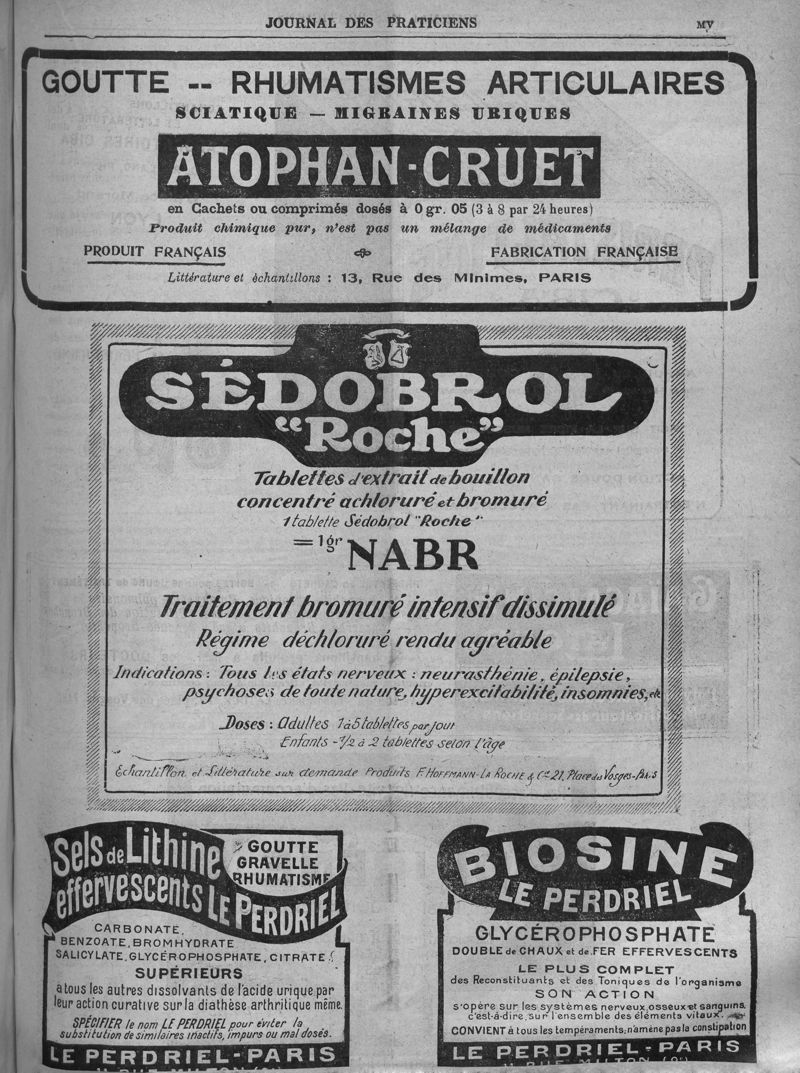 JOURNAL DES PRATICIENS
MV
GOUTTE -- RHUMATISMES ARTICULAIRES
SCIATIQUE — MIGRAINES URIQUES
ATOPHAN-CRUET
en Cachets ou comprimés dosés à 0 gr. 05 (3 à 8 par 24 heures)
Produit chimique pur, n'est pas un mélange de médicaments
PRODUIT FRANÇAIS
FABRICATION FRANÇAISE
Littérature et échantillons : 13, Rue des Minimes, PARIS
SÉDOBROL
"Roche"
Tablettes d'extrait de bouillon
concentré achloruré et bromuré
1 tablette Sédobrol "Roche"
= 1gr NABR
Traitement bromuré intensif dissimulé
Régime déchloruré rendu agréable
Indications : Tous les états nerveux : neurasthénie, épilepsie,
psychoses de toute nature, hyperexcitabilité, insomnies, etc
Doses : Adultes 1 à 5 tablettes par jour
Enfants - 1/2 à 2 tablettes selon l'âge
Echantillon et Littérature sur demande Produits F. HOFFMANN-LA ROCHE & Cie 21, Place des Vosges-Paris
Sels de Lithine
effervescents LE PERDRIEL
GOUTTE
GRAVELLE
RHUMATISME
CARBONATE,
BENZOATE, BROMHYDRATE
SALICYLATE, GLYCÉROPHOSPHATE, CITRATE
SUPÉRIEURS
à tous les autres dissolvants de l'acide urique par
leur action curative sur la diathèse arthritique même.
SPÉCIFIER le nom LE PERDRIEL pour éviter la
substitution de similaires inactifs, impurs ou mal dosés.
LE PERDRIEL-PARIS
BIOSINE
LE PERDRIEL
GLYCÉROPHOSPHATE
DOUBLE de CHAUX et de FER EFFERVESCENTS
LE PLUS COMPLET
des Reconstituants et des Toniques de l'organisme
SON ACTION
s'opère sur les systèmes nerveux, osseux et sanguins,
c'est-à-dire, sur l'ensemble des éléments vitaux.
CONVIENT à tous les tempéraments; n'amène pas la constipation
LE PERDRIEL-PARIS